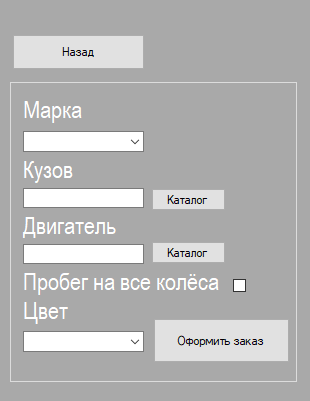 Назад
Марка
Кузов
Каталог
Двигатель
Каталог
Пробег на все колёса
Цвет
Оформить заказ